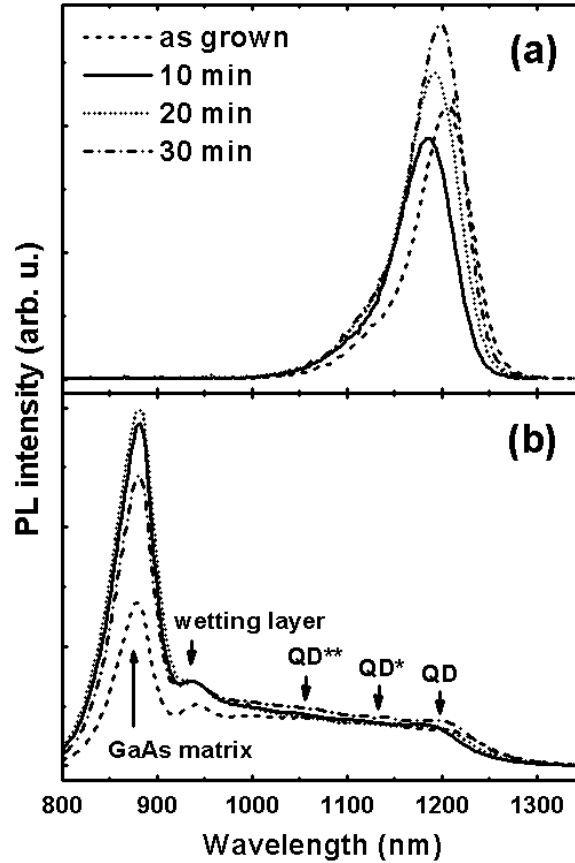 as grown
(a)
10 min
20 min
30 min
PL intensity (arb. u.)
(b)
wetting layer
QD**
QD*
QD
GaAs matrix
800 900 1000 1100 1200 1300
Wavelength (nm)